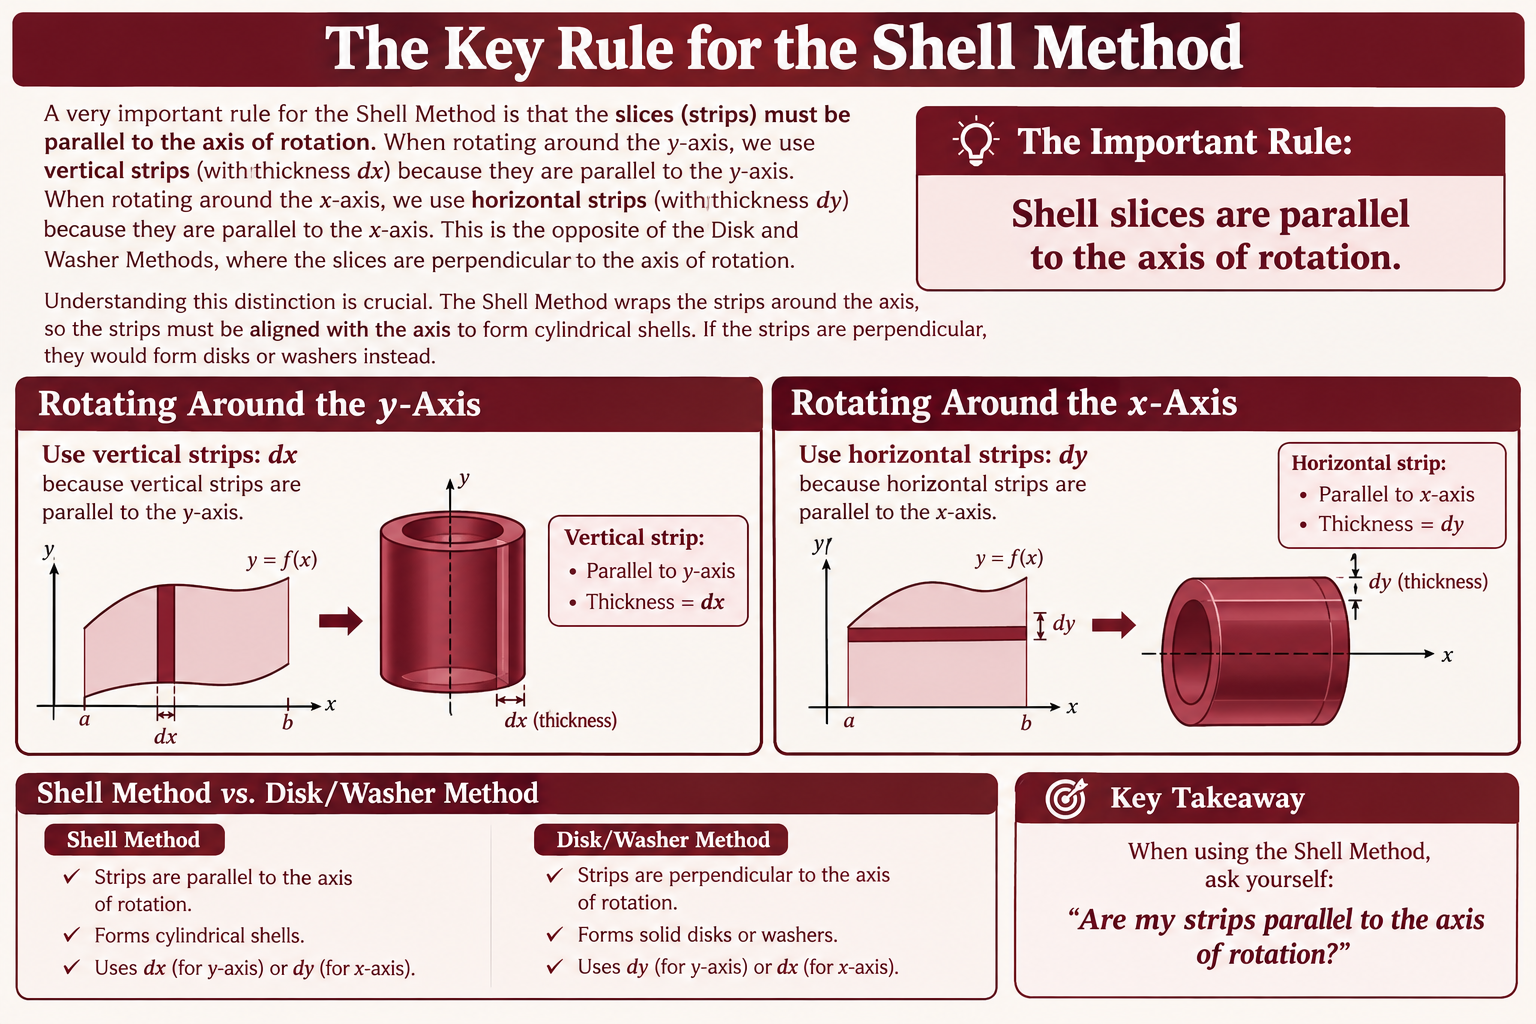 The Key Rule for the Shell Method
A very important rule for the Shell Method is that the slices (strips) must be
parallel to the axis of rotation. When rotating around the y-axis, we use
vertical strips (with thickness dx) because they are parallel to the y-axis.
When rotating around the x-axis, we use horizontal strips (with thickness dy)
because they are parallel to the x-axis. This is the opposite of the Disk and
Washer Methods, where the slices are perpendicular to the axis of rotation.
Understanding this distinction is crucial. The Shell Method wraps the strips around the axis,
so the strips must be aligned with the axis to form cylindrical shells. If the strips are perpendicular,
they would form disks or washers instead.
The Important Rule:
Shell slices are parallel
to the axis of rotation.
Rotating Around the y-Axis
Use vertical strips: dx
because vertical strips are
parallel to the y-axis.
y
y = f(x)
a
dx
b
x
y
dx (thickness)
Vertical strip:
• Parallel to y-axis
• Thickness = dx
Rotating Around the x-Axis
Use horizontal strips: dy
because horizontal strips are
parallel to the x-axis.
y
y = f(x)
dy
a
b
x
Horizontal strip:
• Parallel to x-axis
• Thickness = dy
dy (thickness)
x
Shell Method vs. Disk/Washer Method
Shell Method
✓ Strips are parallel to the axis
of rotation.
✓ Forms cylindrical shells.
✓ Uses dx (for y-axis) or dy (for x-axis).
Disk/Washer Method
✓ Strips are perpendicular to the axis
of rotation.
✓ Forms solid disks or washers.
✓ Uses dy (for y-axis) or dx (for x-axis).
Key Takeaway
When using the Shell Method,
ask yourself:
“Are my strips parallel to the axis
of rotation?”